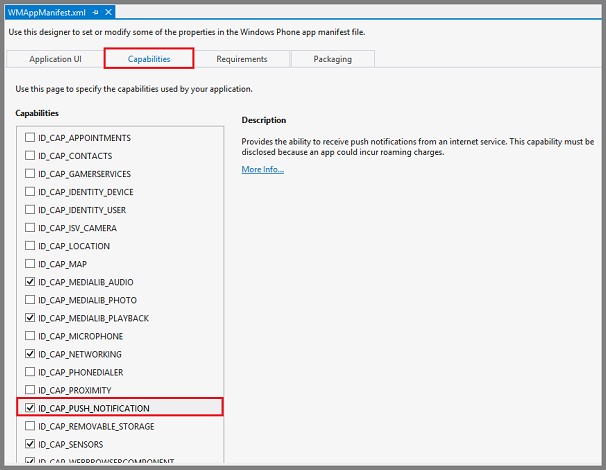 WMAppManifest.xml
Use this designer to set or modify some of the properties in the Windows Phone app manifest file.
Application UI
Capabilities
Requirements
Packaging
Use this page to specify the capabilities used by your application.
Capabilities
ID_CAP_APPOINTMENTS
ID_CAP_CONTACTS
ID_CAP_GAMERSERVICES
ID_CAP_IDENTITY_DEVICE
ID_CAP_IDENTITY_USER
ID_CAP_ISV_CAMERA
ID_CAP_LOCATION
ID_CAP_MAP
ID_CAP_MEDIALIB_AUDIO
ID_CAP_MEDIALIB_PHOTO
ID_CAP_MEDIALIB_PLAYBACK
ID_CAP_MICROPHONE
ID_CAP_NETWORKING
ID_CAP_PHONEDIALER
ID_CAP_PROXIMITY
ID_CAP_PUSH_NOTIFICATION
ID_CAP_REMOVABLE_STORAGE
ID_CAP_SENSORS
ID_CAP_WEBBROWSERCOMPONENT
Description
Provides the ability to receive push notifications from an internet service. This capability must be
disclosed because an app could incur roaming charges.
More Info...